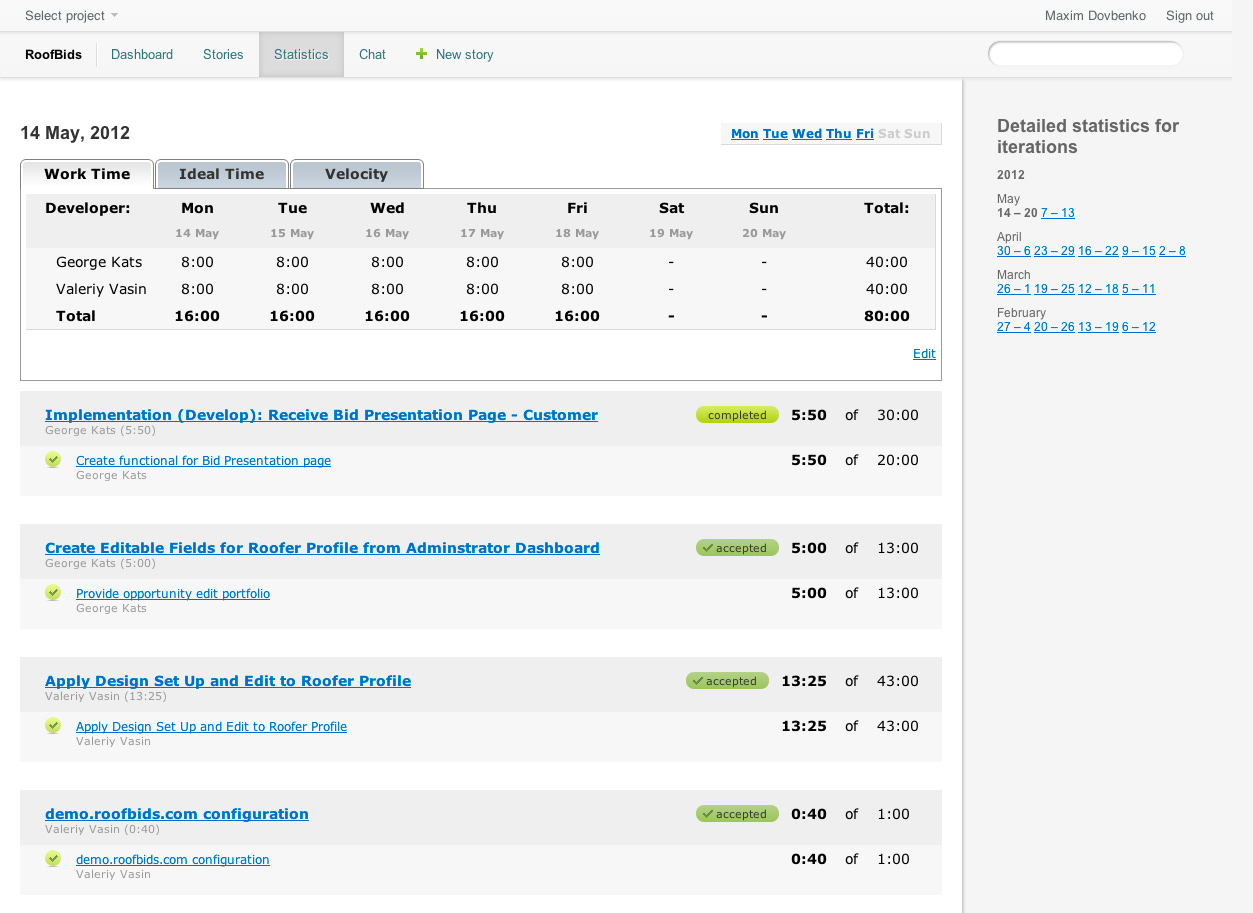 Select project
Maxim Dovbenko Sign out
RoofBids Dashboard Stories Statistics Chat New story
14 May, 2012
Mon Tue Wed Thu Fri Sat Sun
Work Time Ideal Time Velocity
Developer: Mon Tue Wed Thu Fri Sat Sun Total:
14 May 15 May 16 May 17 May 18 May 19 May 20 May
George Kats 8:00 8:00 8:00 8:00 8:00 - - 40:00
Valeriy Vasin 8:00 8:00 8:00 8:00 8:00 - - 40:00
Total 16:00 16:00 16:00 16:00 16:00 - - 80:00
Edit
Implementation (Develop): Receive Bid Presentation Page - Customer completed 5:50 of 30:00
George Kats (5:50)
Create functional for Bid Presentation page 5:50 of 20:00
George Kats
Create Editable Fields for Roofer Profile from Adminstrator Dashboard accepted 5:00 of 13:00
George Kats (5:00)
Provide opportunity edit portfolio 5:00 of 13:00
George Kats
Apply Design Set Up and Edit to Roofer Profile accepted 13:25 of 43:00
Valeriy Vasin (13:25)
Apply Design Set Up and Edit to Roofer Profile 13:25 of 43:00
Valeriy Vasin
demo.roofbids.com configuration accepted 0:40 of 1:00
Valeriy Vasin (0:40)
demo.roofbids.com configuration 0:40 of 1:00
Valeriy Vasin
Detailed statistics for
iterations
2012
May
14 – 20 7 – 13
April
30 – 6 23 – 29 16 – 22 9 – 15 2 – 8
March
26 – 1 19 – 25 12 – 18 5 – 11
February
27 – 4 20 – 26 13 – 19 6 – 12